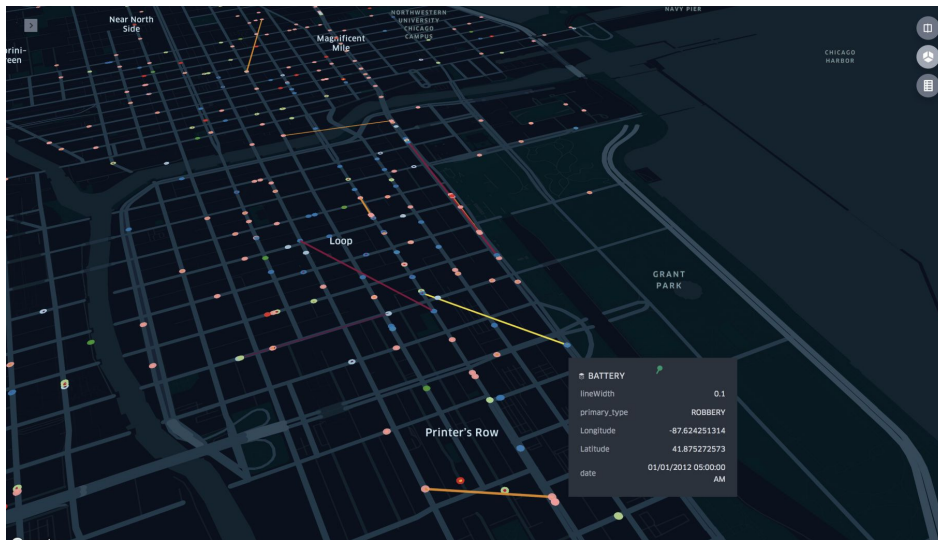 NAVY PIER
NORTHWESTERN
UNIVERSITY
CHICAGO
CAMPUS
Near North
Side
Magnificent
Mile
CHICAGO
HARBOR
Loop
GRANT
PARK
BATTERY
lineWidth 0.1
primary_type ROBBERY
Longitude -87.624251314
Latitude 41.875272573
date 01/01/2012 05:00:00
AM
Printer's Row